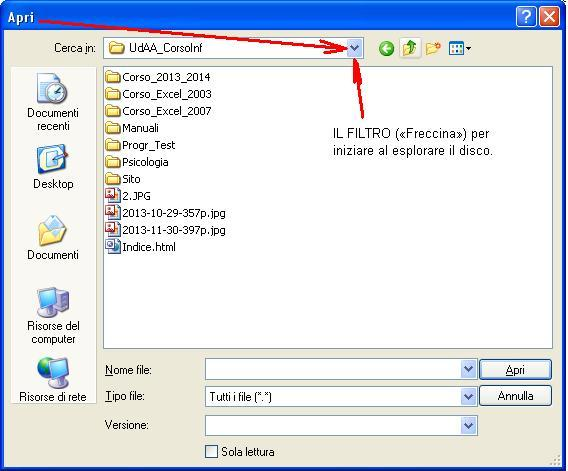 Apri
Cerca in: UdAA_CorsoInf
Documenti
recenti
Desktop
Documenti
Risorse del
computer
Risorse di rete
Corso_2013_2014
Corso_Excel_2003
Corso_Excel_2007
Manuali
Progr_Test
Psicologia
Sito
2.JPG
2013-10-29-357p.jpg
2013-11-30-397p.jpg
Indice.html
IL FILTRO («Freccina») per
iniziare al esplorare il disco.
Nome file:
Apri
Tipo file: Tutti i file (*.*)
Annulla
Versione:
Sola lettura